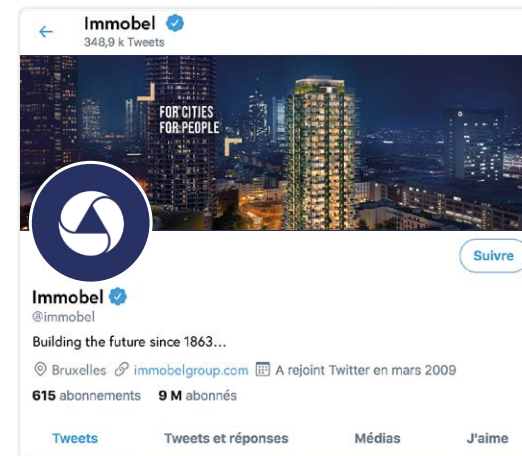 Immobel
348,9 k Tweets
FOR CITIES
FOR PEOPLE
Suivre
Immobel
@immobel
Building the future since 1863...
Bruxelles immobelgroup.com A rejoint Twitter en mars 2009
615 abonnements 9 M abonnés
Tweets Tweets et réponses Médias J'aime